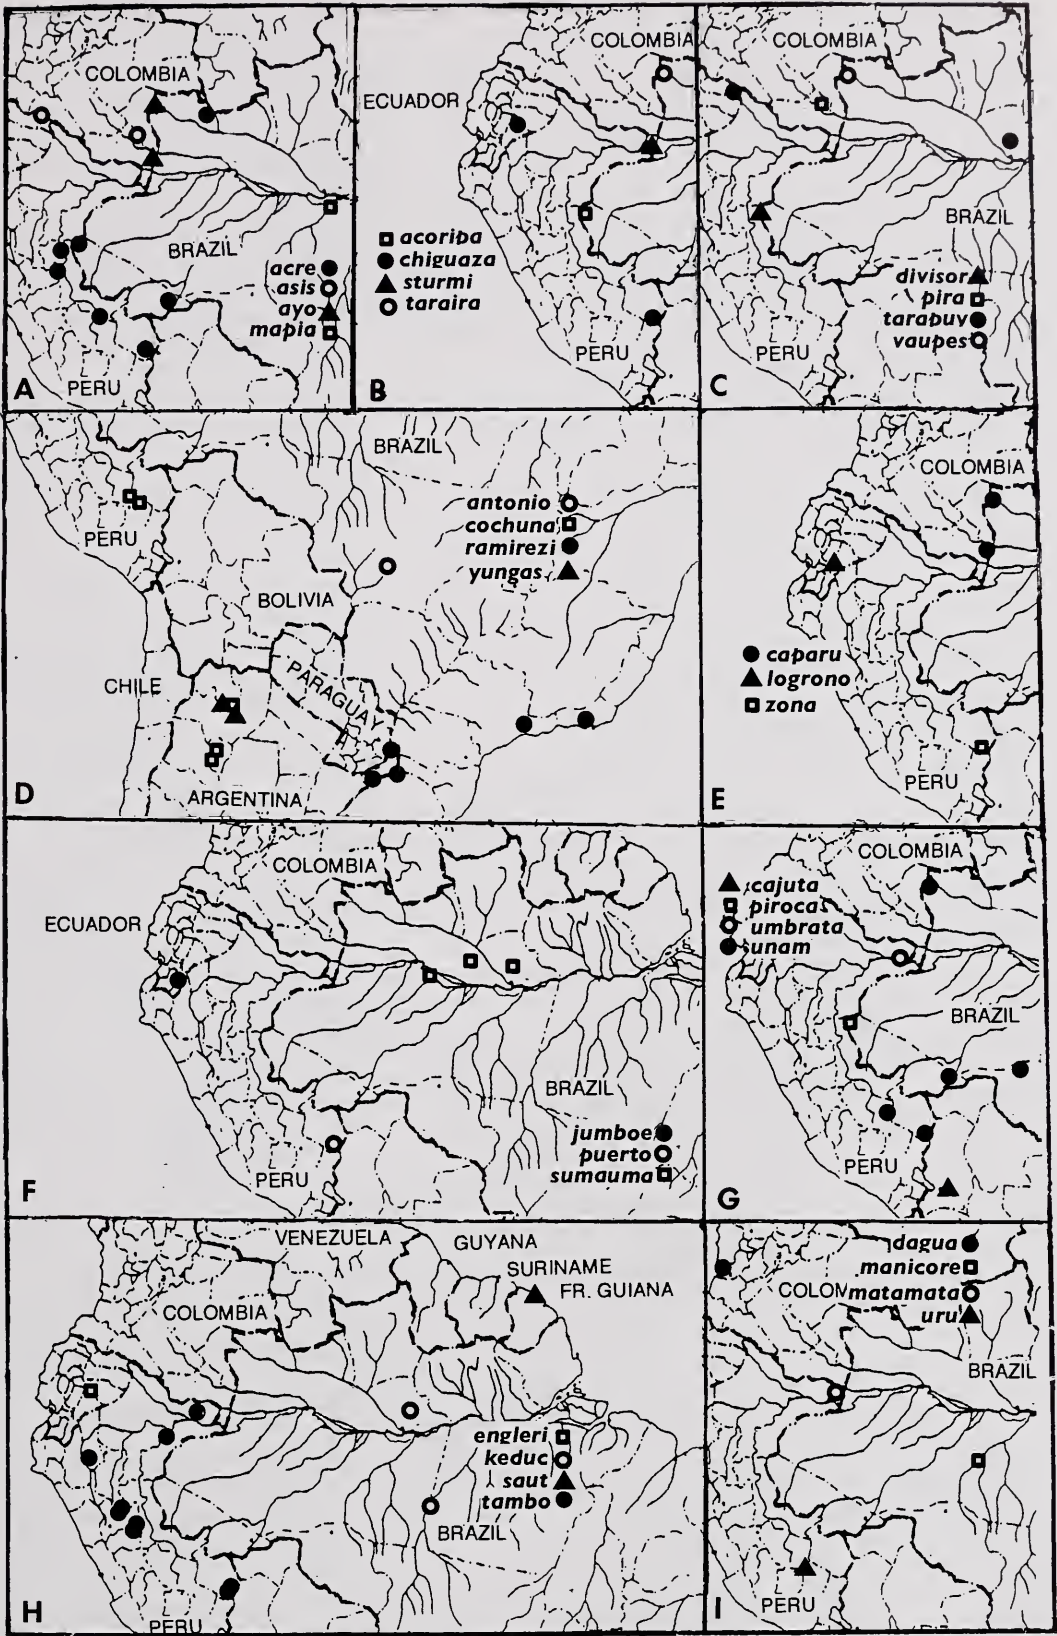 COLOMBIA
BRAZIL
acre
asis
ayo
mapia
PERU
A
COLOMBIA
ECUADOR
acoripa
chiguaza
sturmi
taraira
PERU
B
COLOMBIA
BRAZIL
divisor
pira
tarapuy
vaupes
PERU
C
BRAZIL
antonio
cochuna
ramirezi
yungas
PERU
BOLIVIA
CHILE
PARAGUAY
ARGENTINA
D
COLOMBIA
caparu
logrono
zona
PERU
E
COLOMBIA
ECUADOR
BRAZIL
jumboe
puerto
sumauma
PERU
F
COLOMBIA
cajuta
pirocas
umbrata
unam
BRAZIL
PERU
G
VENEZUELA
GUYANA
SURINAME
FR. GUIANA
COLOMBIA
engleri
keduc
saut
tambo
BRAZIL
PERU
H
dagua
manicore
COLOM
matamata
uru
BRAZIL
PERU
I